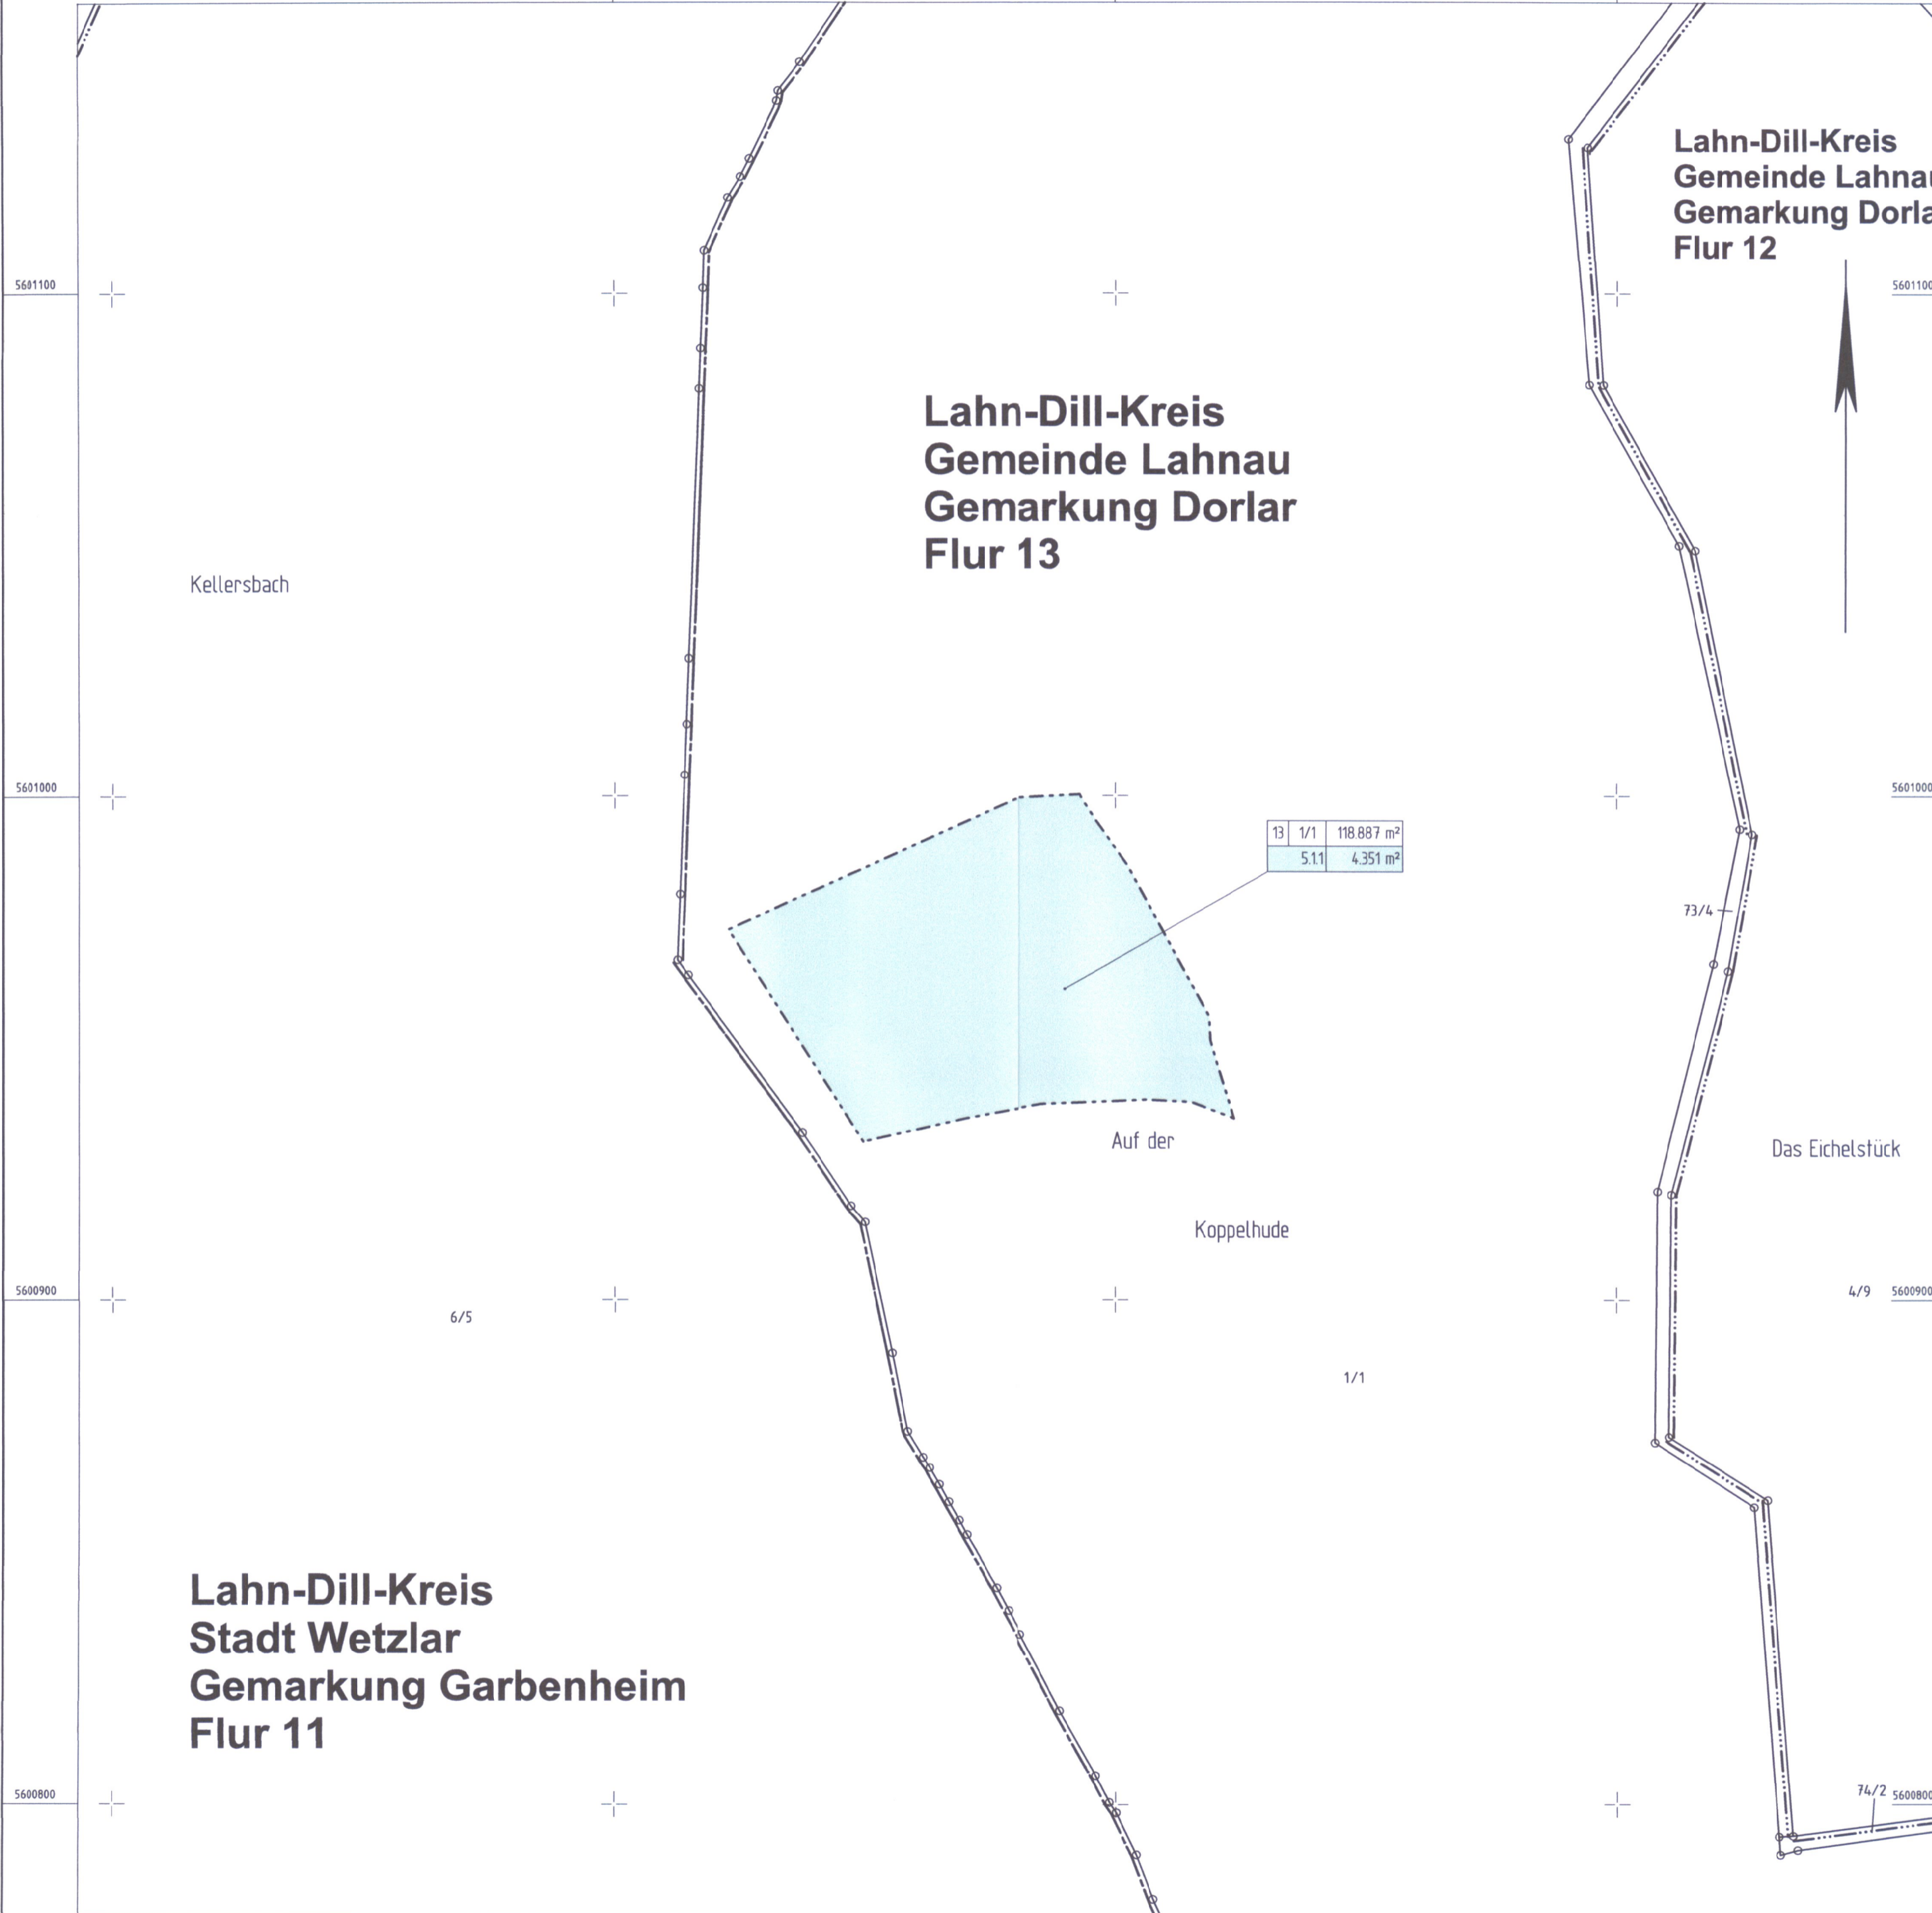 Lahn-Dill-Kreis
Gemeinde Lahnau
Gemarkung Dorla
Flur 12
5601100
5601100
Lahn-Dill-Kreis
Gemeinde Lahnau
Gemarkung Dorlar
Flur 13
Kellersbach
5601000
5601000
13 1/1 118.887 m²
5.1.1 4.351 m²
73/4
Auf der
Das Eichelstück
Koppelhude
5600900
4/9 5600900
6/5
1/1
Lahn-Dill-Kreis
Stadt Wetzlar
Gemarkung Garbenheim
Flur 11
5600800
74/2 5600800